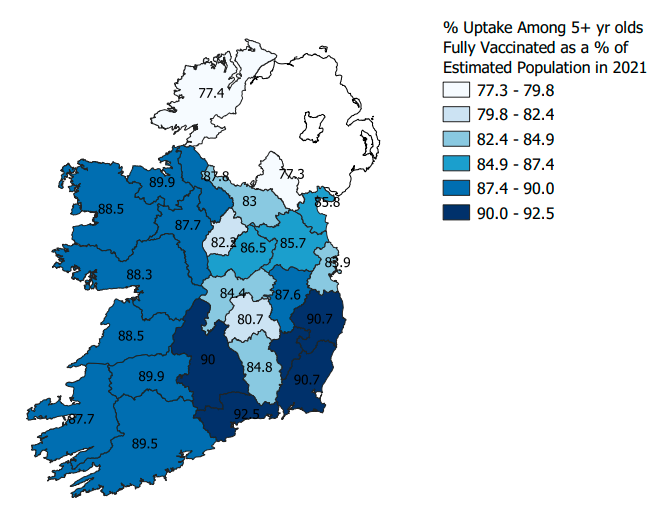 % Uptake Among 5+ yr olds
Fully Vaccinated as a % of
Estimated Population in 2021
77.3 - 79.8
79.8 - 82.4
82.4 - 84.9
84.9 - 87.4
87.4 - 90.0
90.0 - 92.5
77.4
87.8
77.3
89.9
83
85.8
88.5
87.7
82.2
86.5
85.7
83.9
88.3
84.4
87.6
80.7
90.7
88.5
90
84.8
89.9
90.7
87.7
92.5
89.5